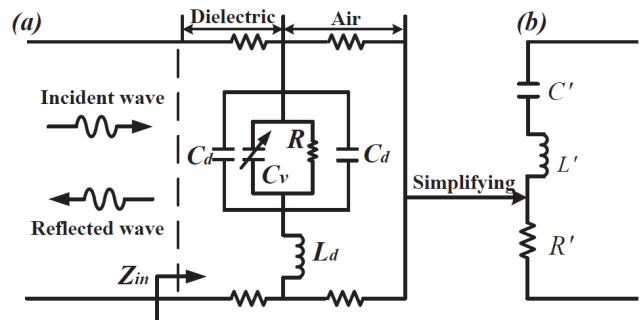 (a)
Dielectric
Air
(b)
Incident wave
Reflected wave
Cd
Cv
R
Cd
Ld
Zin
Simplifying
C'
L'
R'